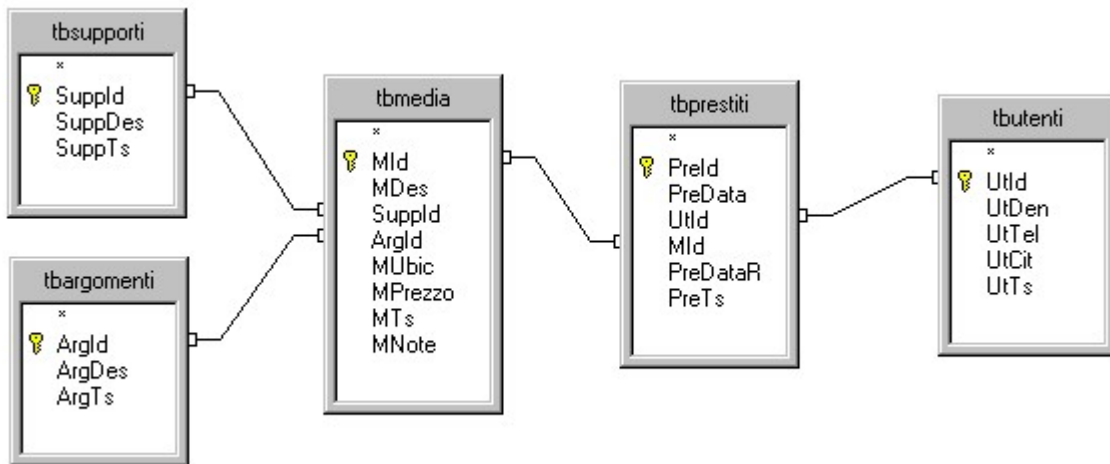 tbsupporti
*
SuppId
SuppDes
SuppTs
tbargomenti
*
ArgId
ArgDes
ArgTs
tbmedia
*
MId
MDes
SuppId
ArgId
MUbic
MPrezzo
MTs
MNote
tbprestiti
*
PreId
PreData
UtId
MId
PreDataR
PreTs
tbutenti
*
UtId
UtDen
UtTel
UtCit
UtTs